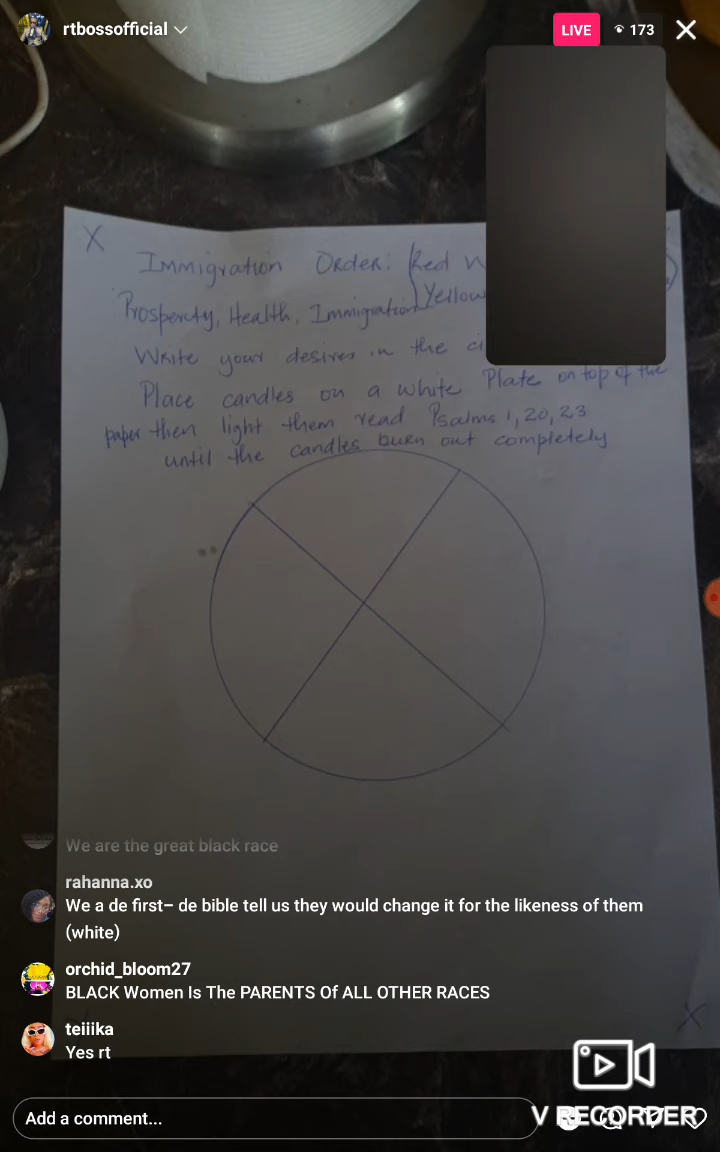 rtbossofficial
LIVE
173
X
Immigration Order: (Red
Prosperity, Health, Immigration Yellow
Write your desires in the
Place candles on a white Plate on top of the
paper then light them read Psalms 1, 20, 23
until the candles burn out completely
We are the great black race
rahanna.xo
We a de first– de bible tell us they would change it for the likeness of them
(white)
orchid_bloom27
BLACK Women Is The PARENTS Of ALL OTHER RACES
teiiika
Yes rt
X
Add a comment...
V RECORDER